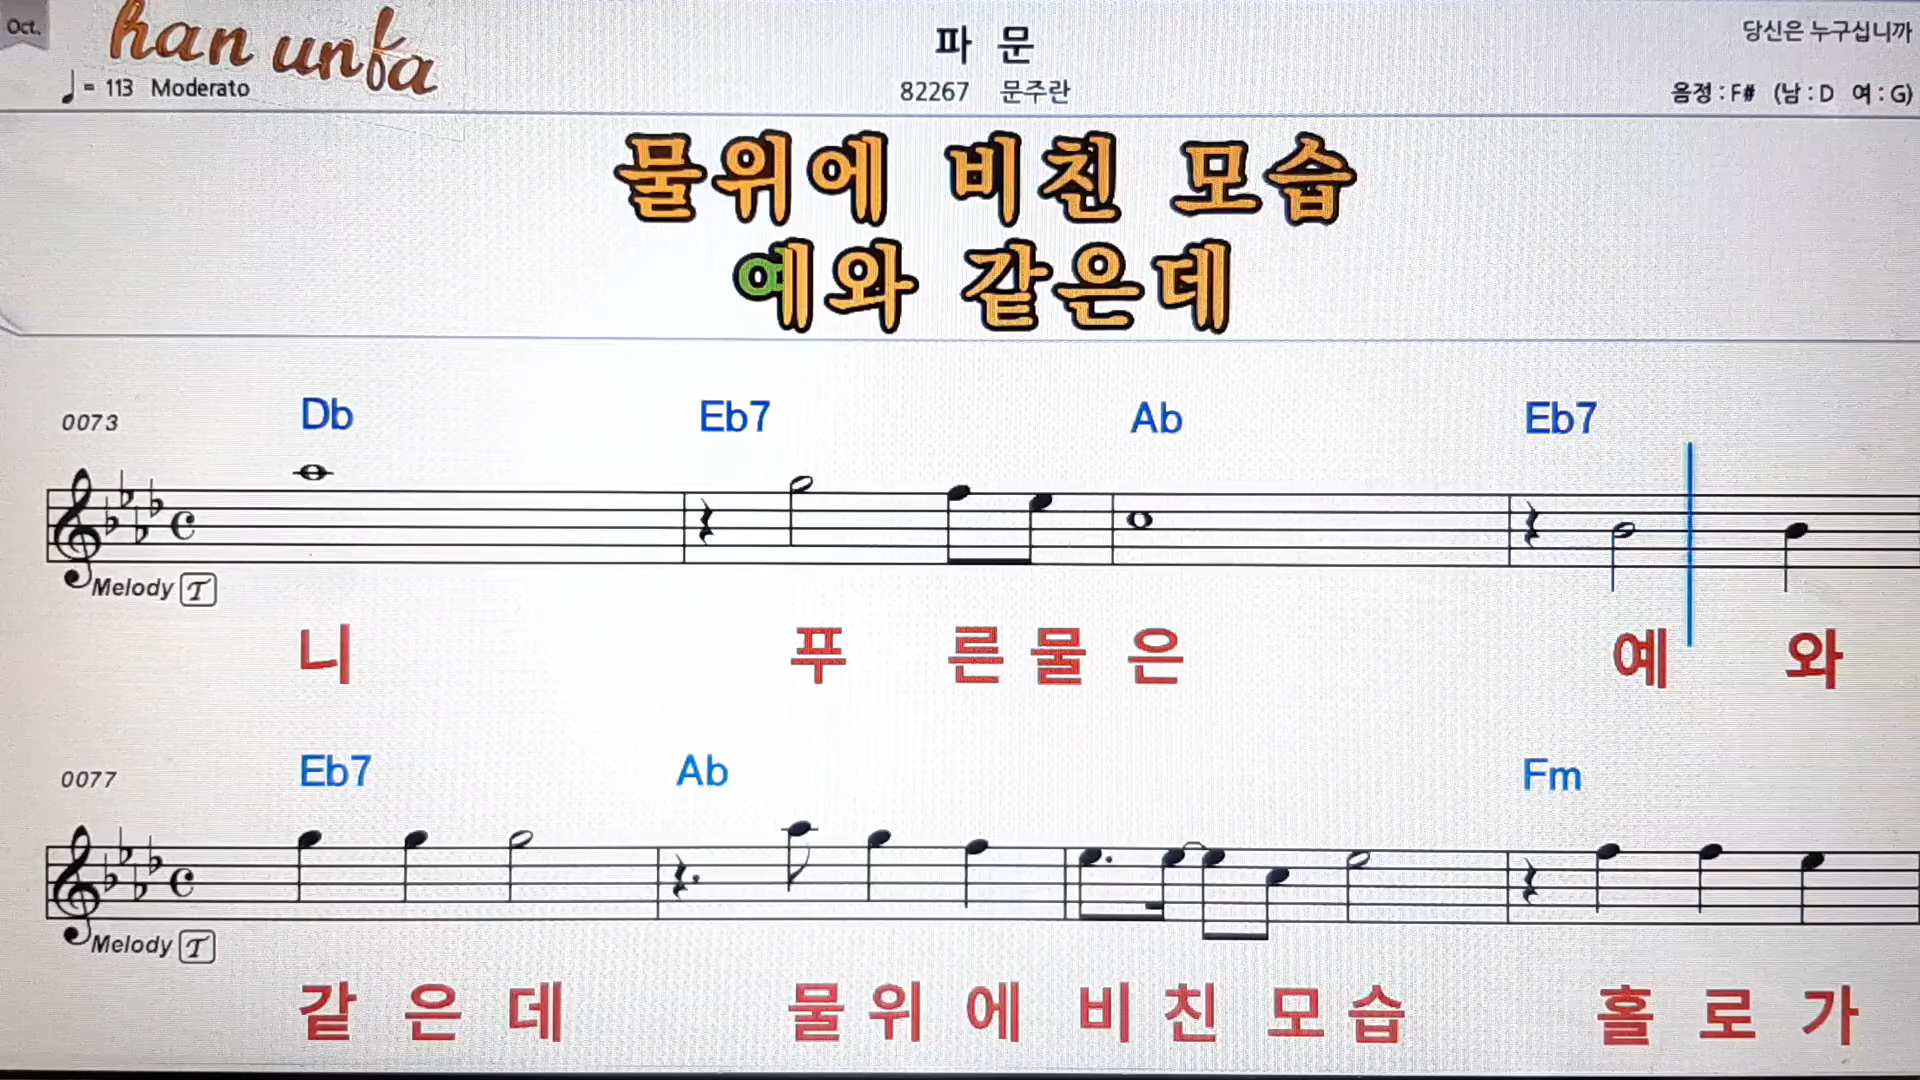 Oct.
han unfa
♩= 113 Moderato
파 문
82267 문주란
당신은 누구십니까
음정 : F# (남 : D 여 : G)
물위에 비친 모습
예와 같은데
0073 Db Eb7 Ab Eb7
Melody T
니 푸 른 물 은 예 와
0077 Eb7 Ab Fm
Melody T
같 은 데 물 위 에 비 친 모 습 홀 로 가